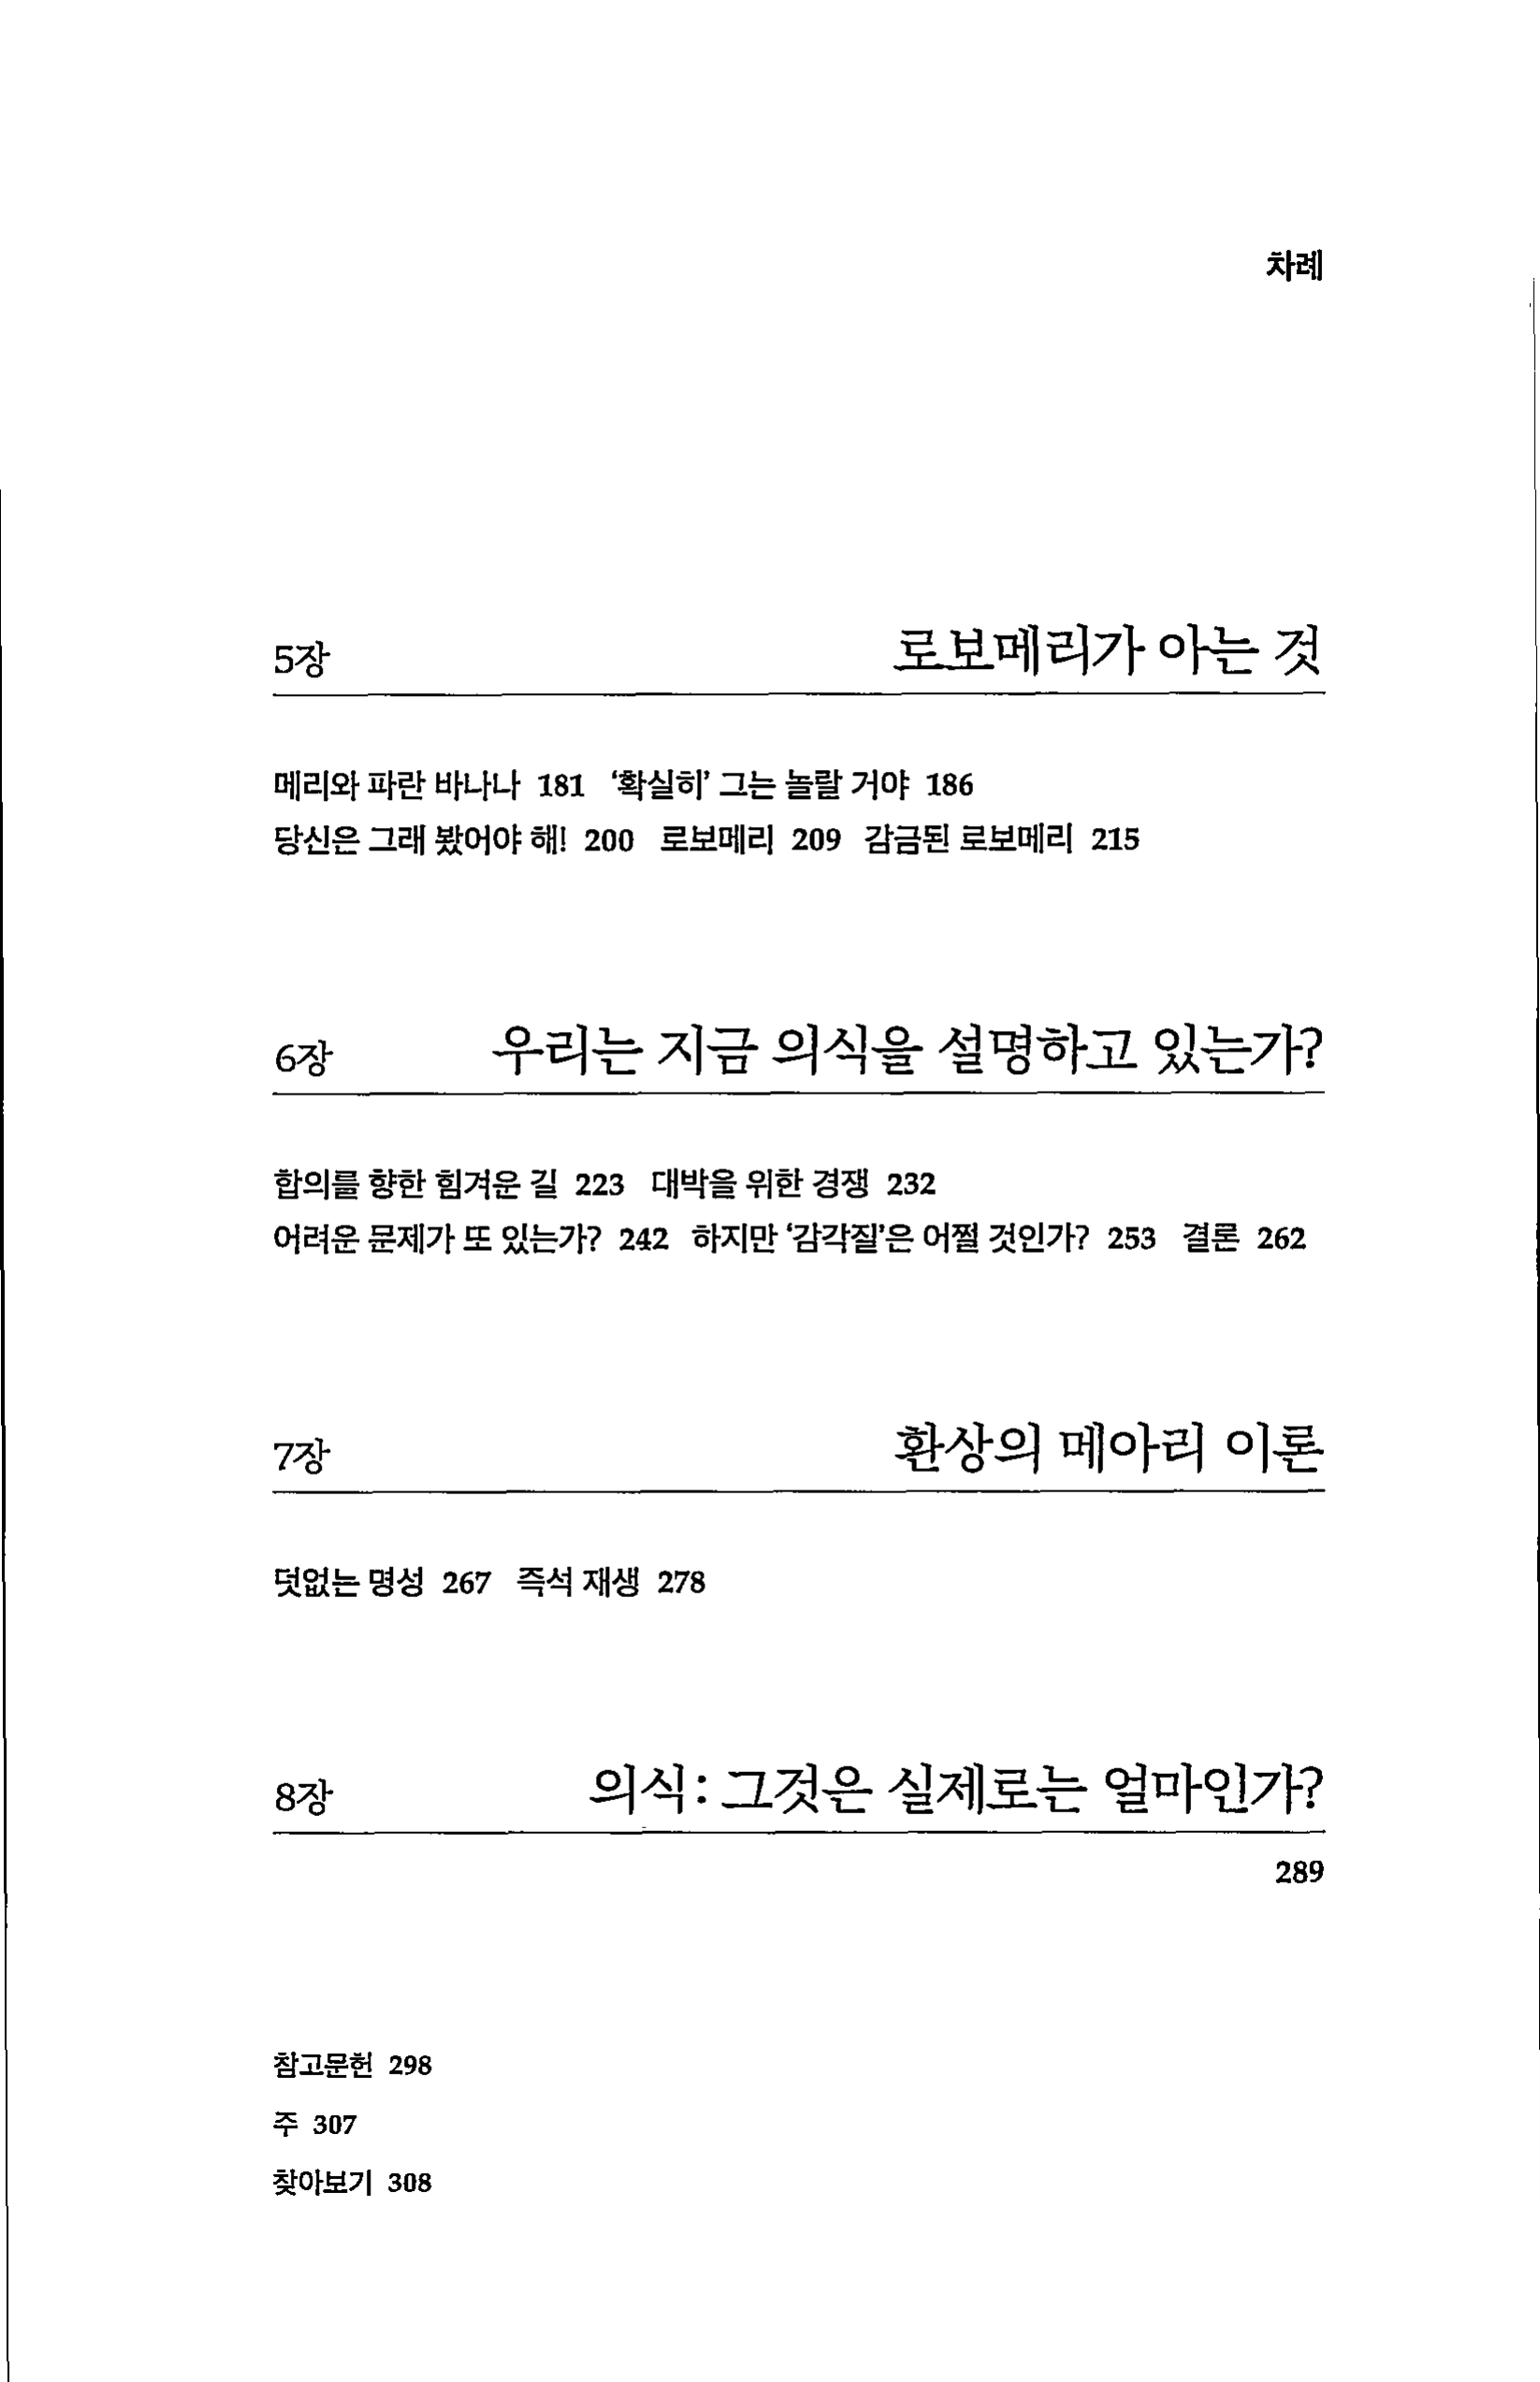 차례
5장 로보메리가 아는 것
메리와 파란 바나나 181 ‘확실히’ 그는 놀랄 거야 186
당신은 그래 봤어야 해! 200 로보메리 209 감금된 로보메리 215
6장 우리는 지금 의식을 설명하고 있는가?
합의를 향한 힘겨운 길 223 대박을 위한 경쟁 232
어려운 문제가 또 있는가? 242 하지만 ‘감각질’은 어쩔 것인가? 253 결론 262
7장 환상의 메아리 이론
덧없는 명성 267 즉석 재생 278
8장 의식: 그것은 실제로는 얼마인가?
289
참고문헌 298
주 307
찾아보기 308